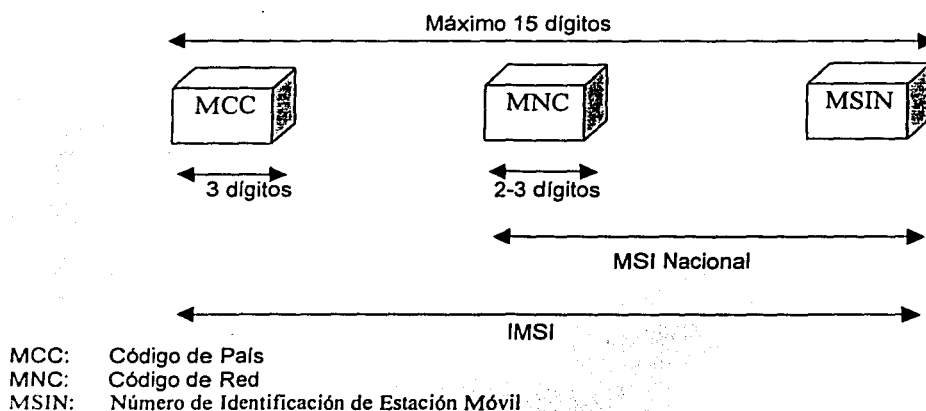 Máximo 15 dígitos
MCC MNC MSIN
3 dígitos 2-3 dígitos
MSI Nacional
IMSI
MCC: Código de País
MNC: Código de Red
MSIN: Número de Identificación de Estación Móvil